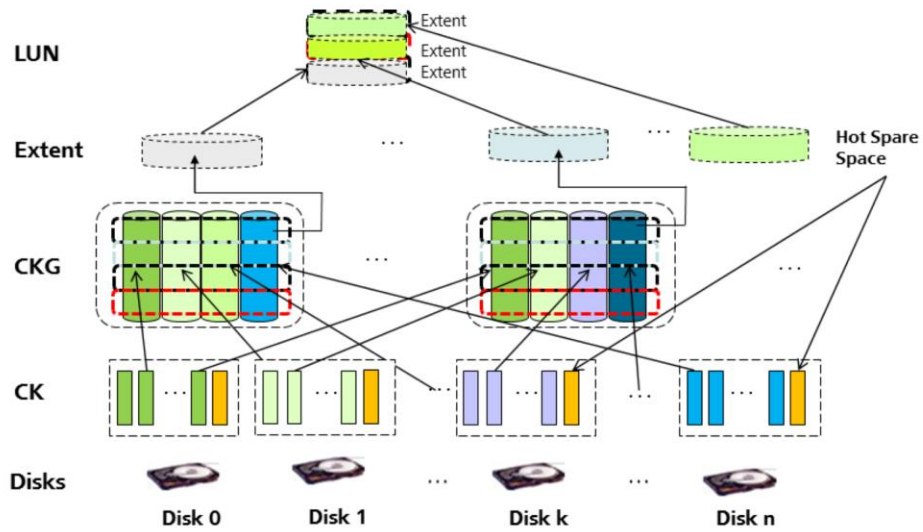 LUN
Extent
Extent
Extent
Extent
...
...
Hot Spare
Space
CKG
...
...
CK
...
...
...
...
...
...
Disks
...
...
Disk 0
Disk 1
Disk k
Disk n